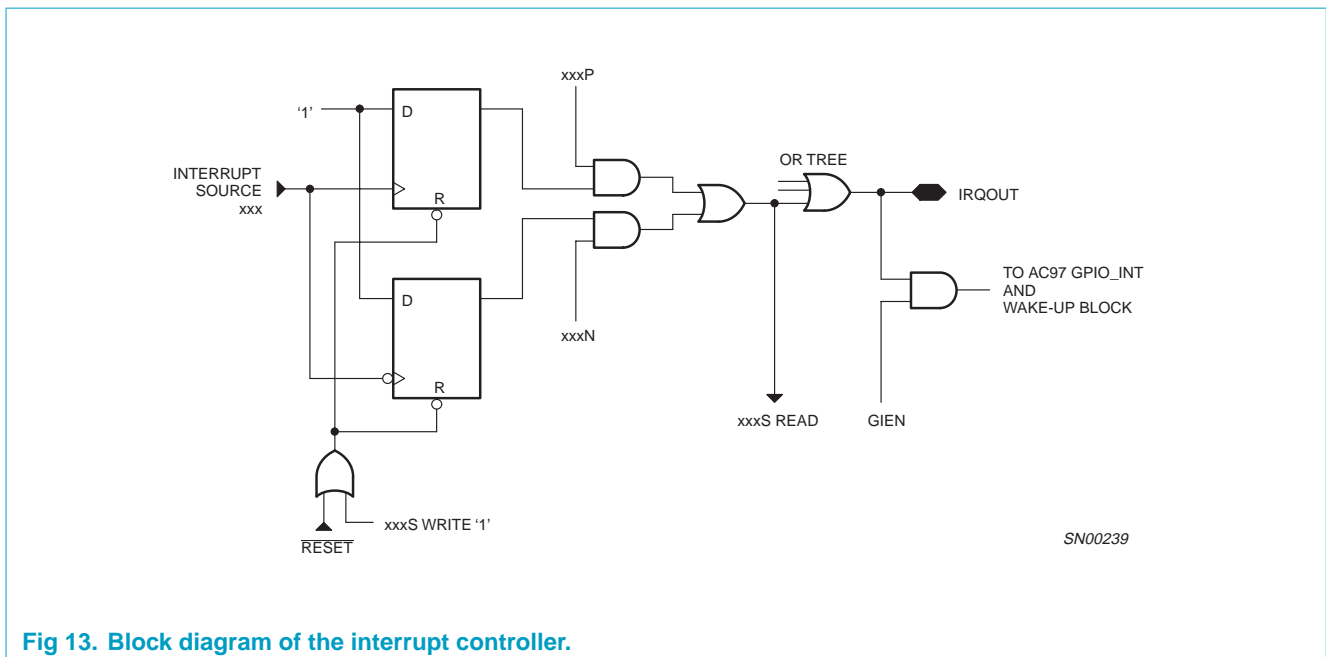 xxxP
‘1’
D
OR TREE
INTERRUPT
SOURCE
xxx
R
IRQOUT
TO AC97 GPIO_INT
AND
WAKE-UP BLOCK
D
xxxN
R
xxxS READ
GIEN
xxxS WRITE ‘1’
RESET
SN00239
Fig 13. Block diagram of the interrupt controller.